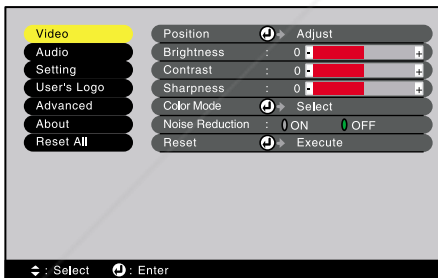 Video
Audio
Setting
User's Logo
Advanced
About
Reset All
Position Adjust
Brightness : 0 - +
Contrast : 0 - +
Sharpness : 0 - +
Color Mode Select
Noise Reduction : ON OFF
Reset Execute
: Select : Enter